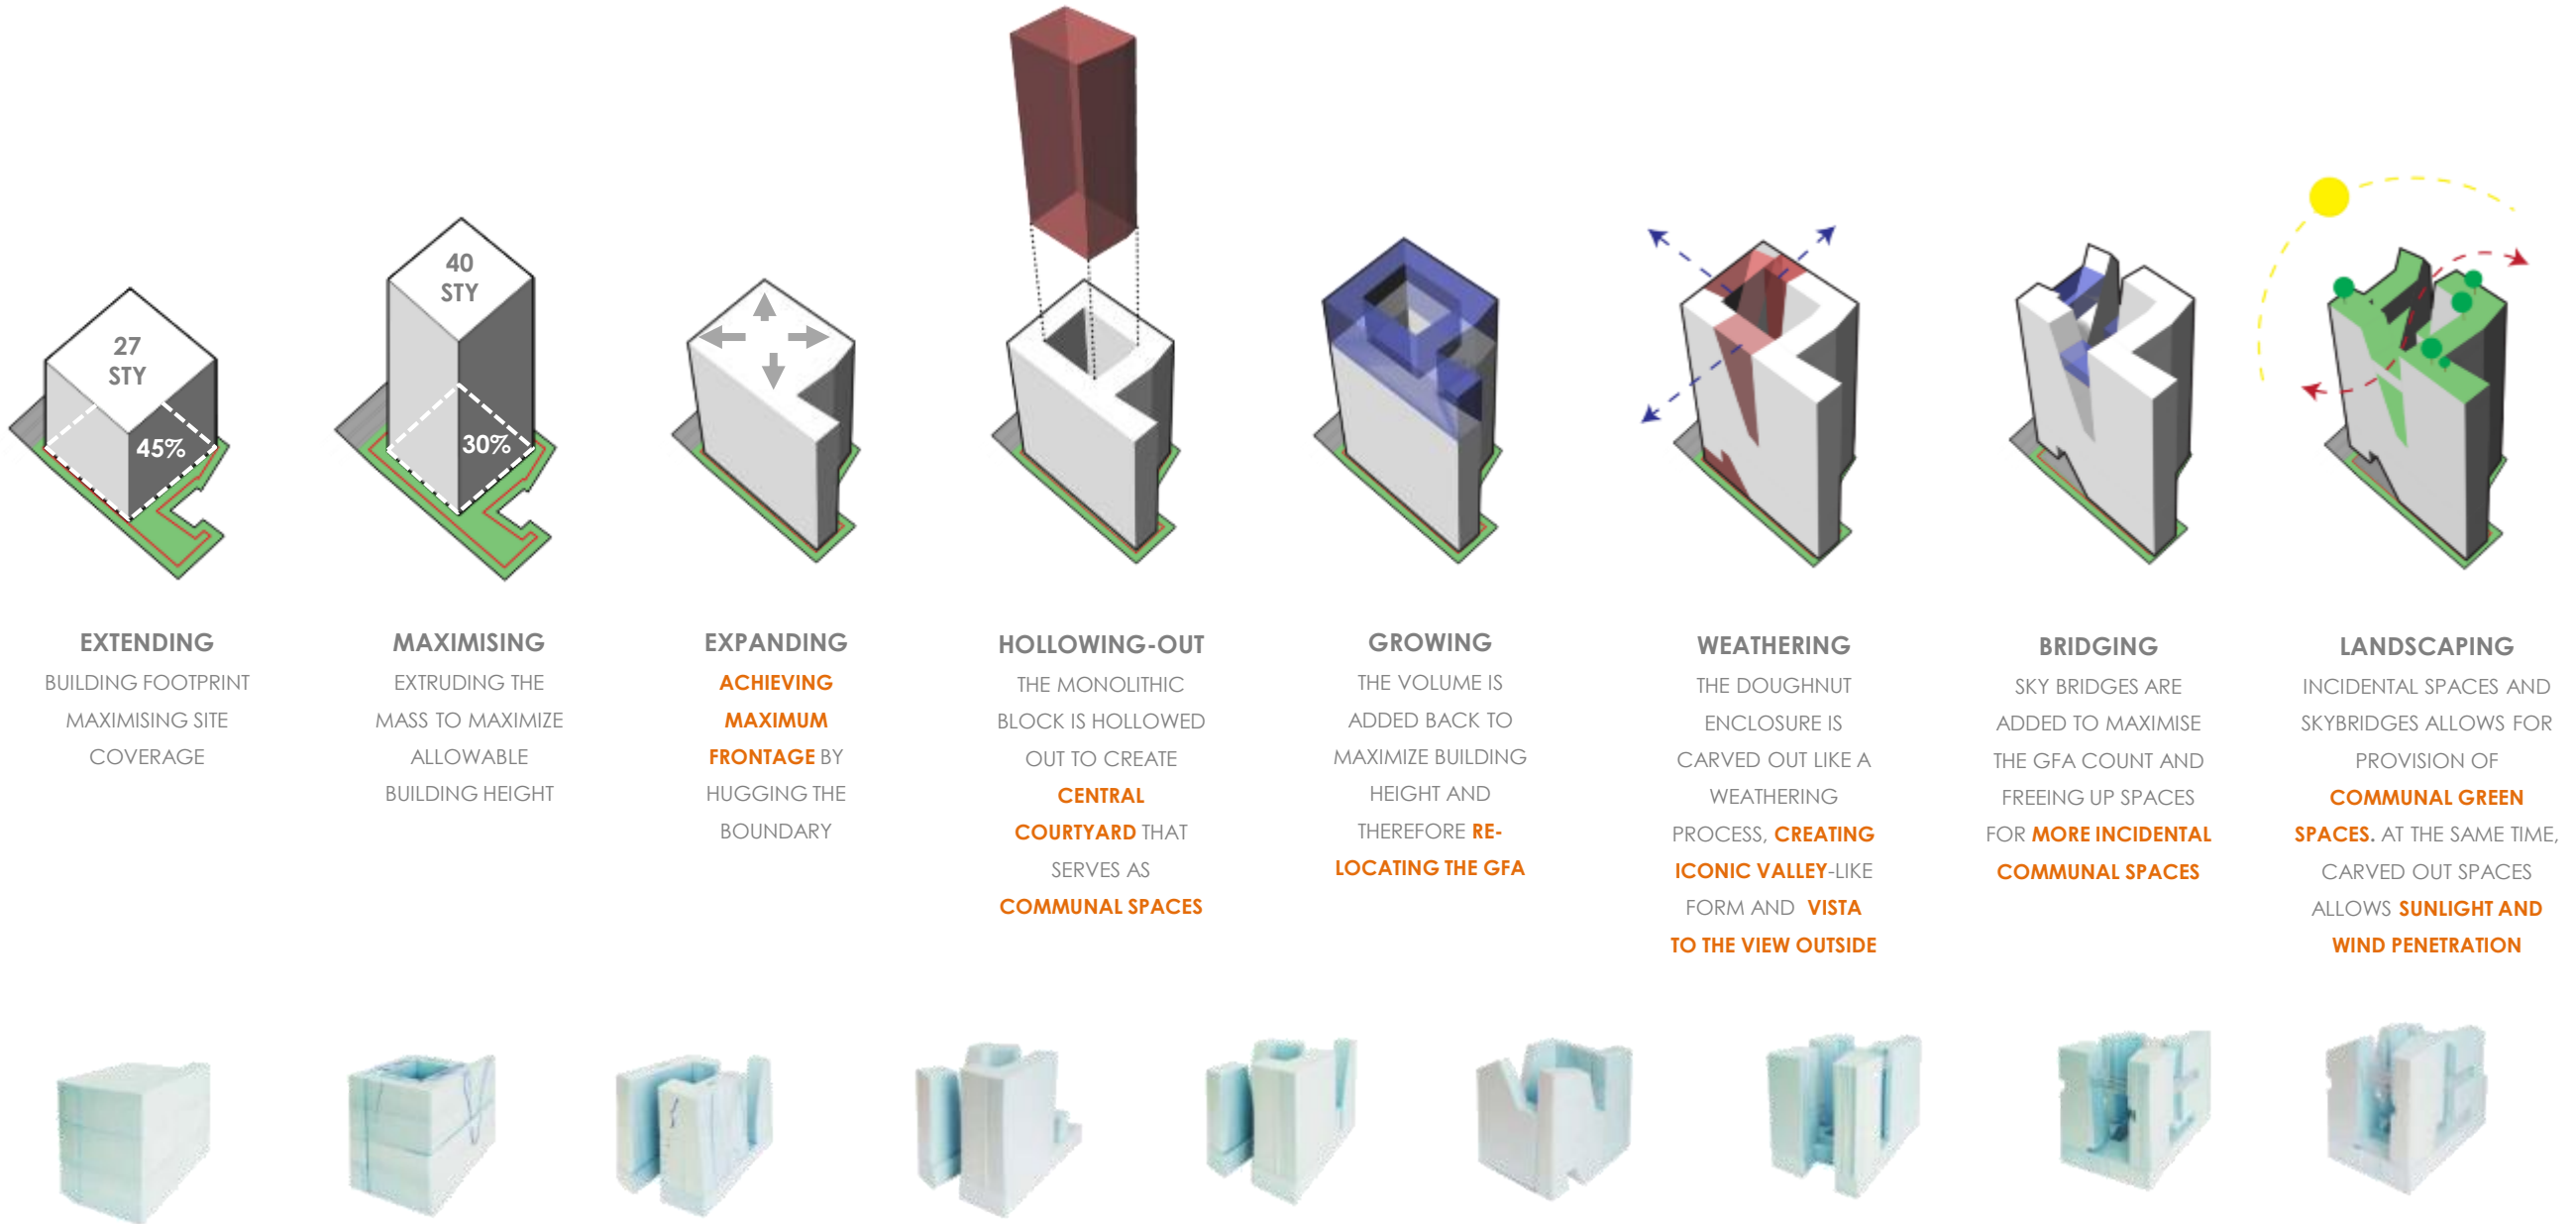 27
STY
45%
40
STY
30%
EXTENDING
BUILDING FOOTPRINT
MAXIMISING SITE
COVERAGE
MAXIMISING
EXTRUDING THE
MASS TO MAXIMIZE
ALLOWABLE
BUILDING HEIGHT
EXPANDING
ACHIEVING
MAXIMUM
FRONTAGE BY
HUGGING THE
BOUNDARY
HOLLOWING-OUT
THE MONOLITHIC
BLOCK IS HOLLOWED
OUT TO CREATE
CENTRAL
COURTYARD THAT
SERVES AS
COMMUNAL SPACES
GROWING
THE VOLUME IS
ADDED BACK TO
MAXIMIZE BUILDING
HEIGHT AND
THEREFORE RE-
LOCATING THE GFA
WEATHERING
THE DOUGHNUT
ENCLOSURE IS
CARVED OUT LIKE A
WEATHERING
PROCESS, CREATING
ICONIC VALLEY-LIKE
FORM AND VISTA
TO THE VIEW OUTSIDE
BRIDGING
SKY BRIDGES ARE
ADDED TO MAXIMISE
THE GFA COUNT AND
FREEING UP SPACES
FOR MORE INCIDENTAL
COMMUNAL SPACES
LANDSCAPING
INCIDENTAL SPACES AND
SKYBRIDGES ALLOWS FOR
PROVISION OF
COMMUNAL GREEN
SPACES. AT THE SAME TIME,
CARVED OUT SPACES
ALLOWS SUNLIGHT AND
WIND PENETRATION